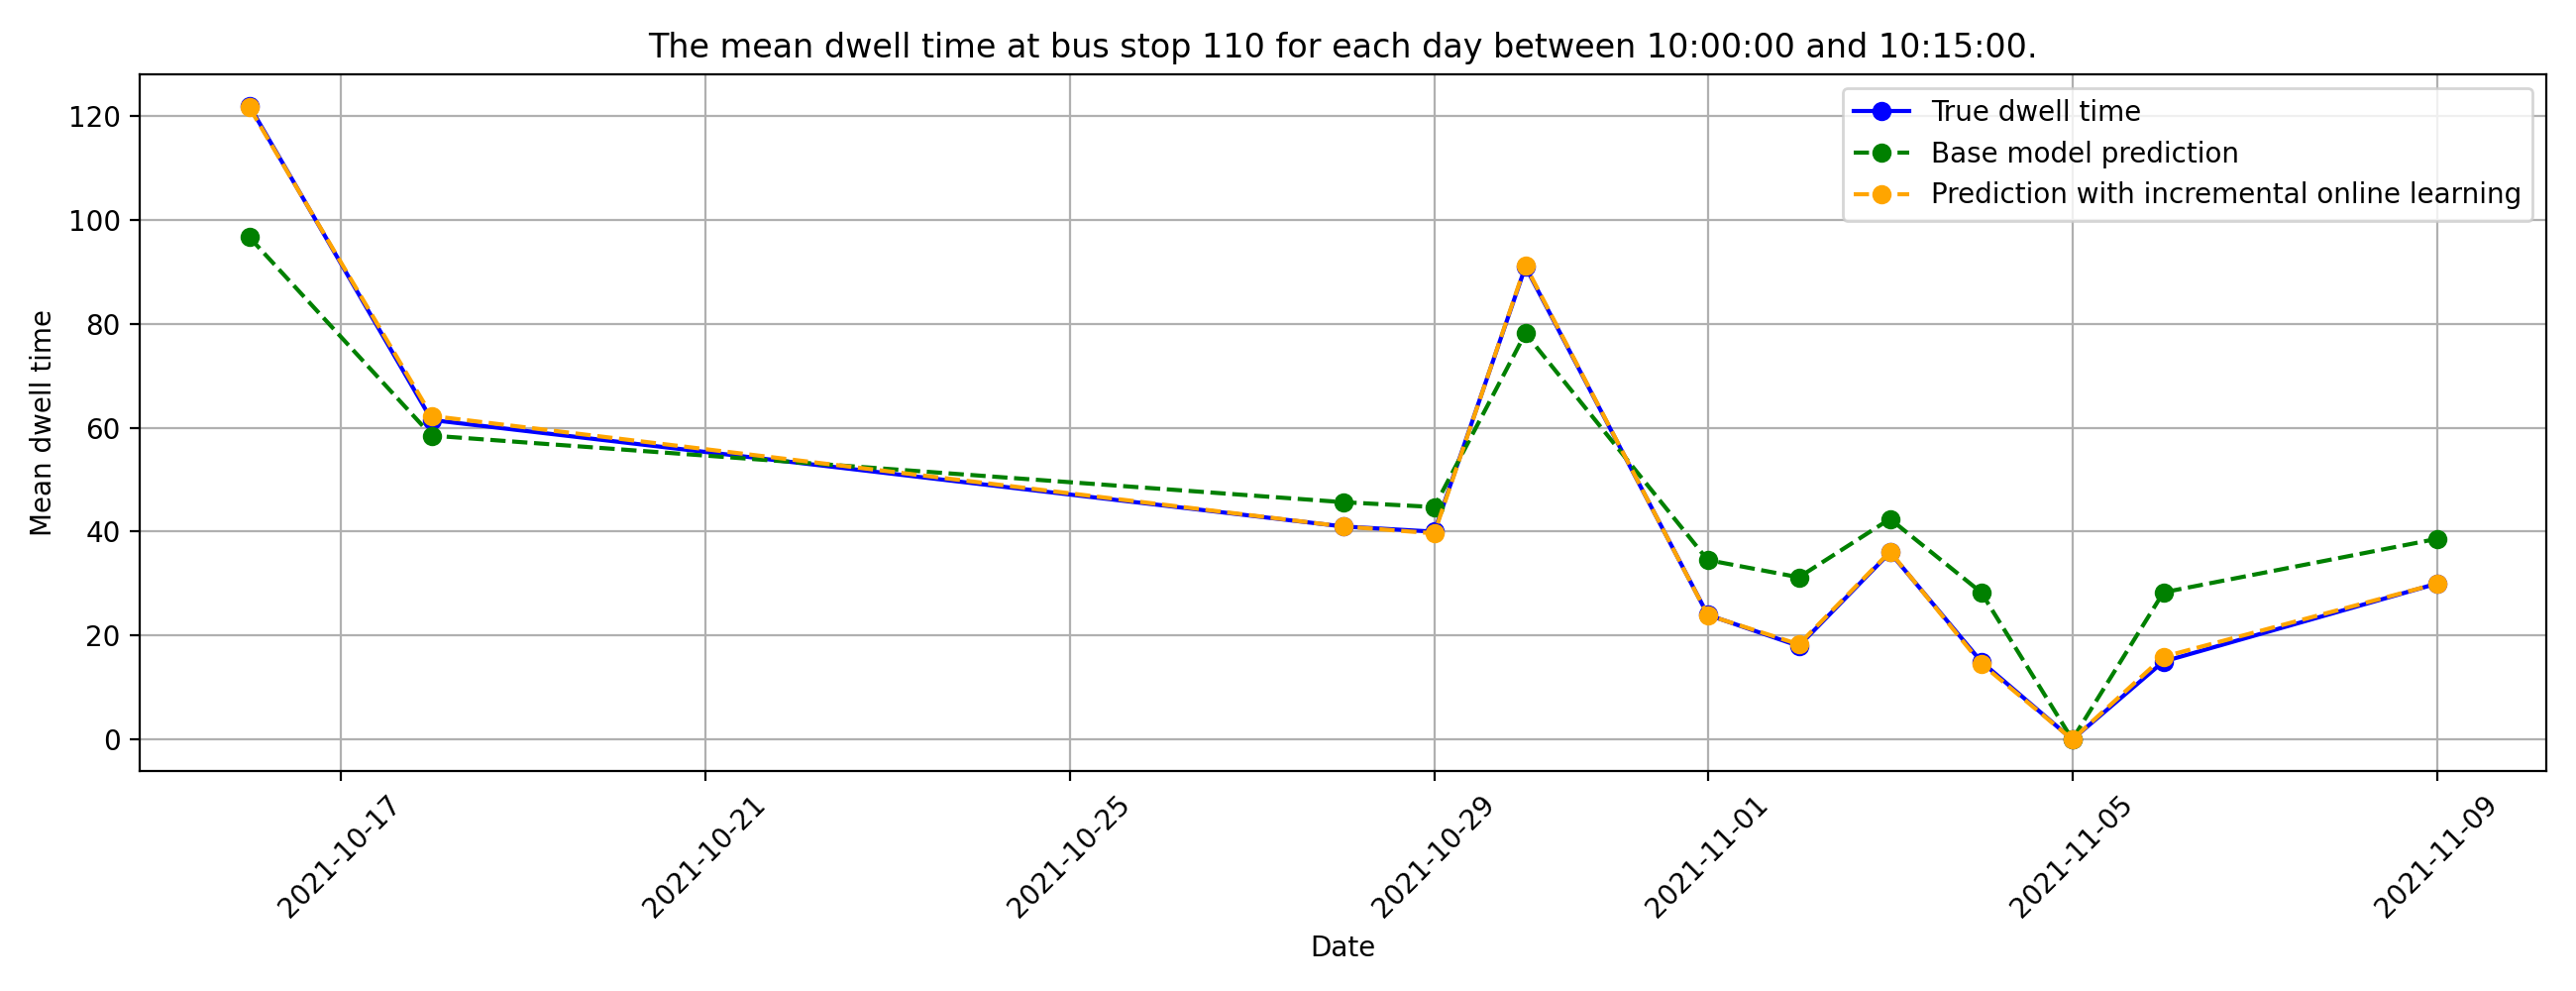 The mean dwell time at bus stop 110 for each day between 10:00:00 and 10:15:00.
True dwell time
Base model prediction
Prediction with incremental online learning
Mean dwell time
120
100
80
60
40
20
0
2021-10-17
2021-10-21
2021-10-25
2021-10-29
2021-11-01
2021-11-05
2021-11-09
Date